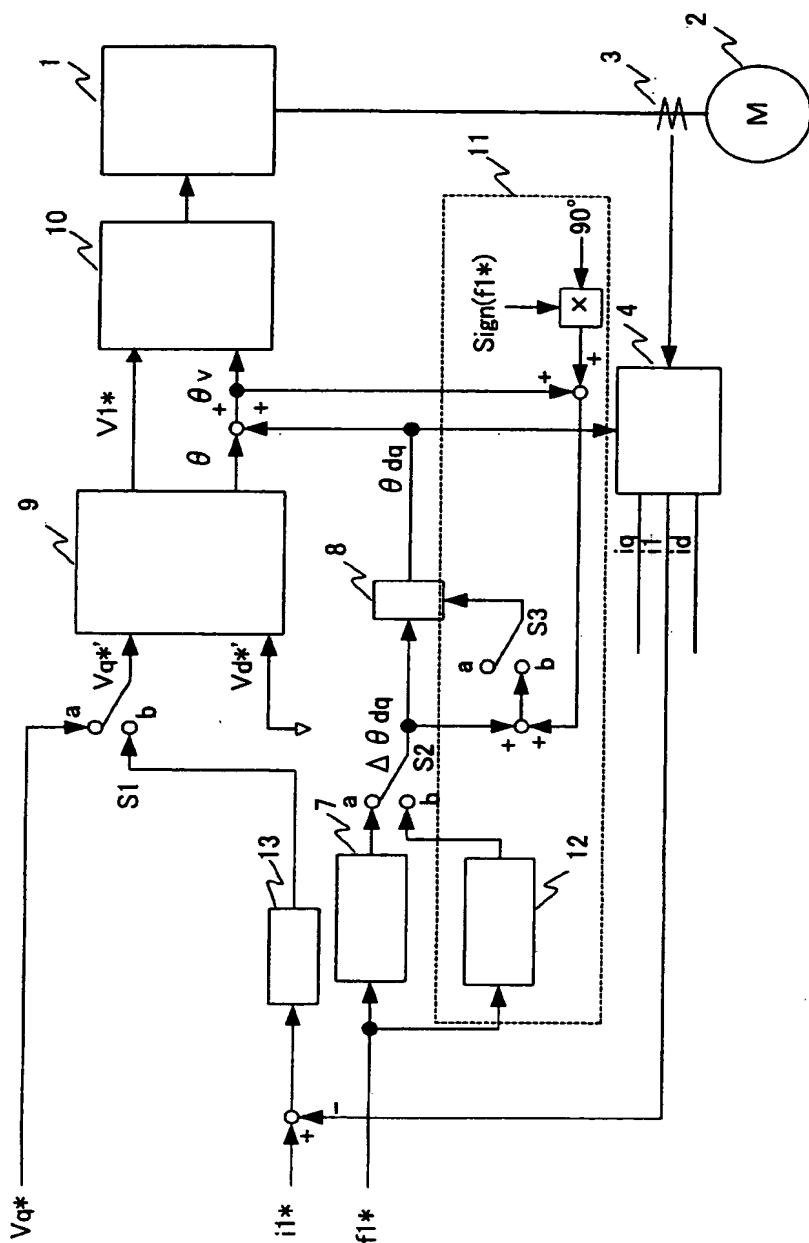 Vq*
a
b
S1
Vq*'
Vd*'
9
V1*
θ
+
+
θv
10
1
i1*
+
-
13
f1*
7
a
b
Δθdq
S2
8
θdq
12
+
+
a
b
S3
11
+
+
Sign(f1*)
×
90°
iq
i1
id
4
3
M
2